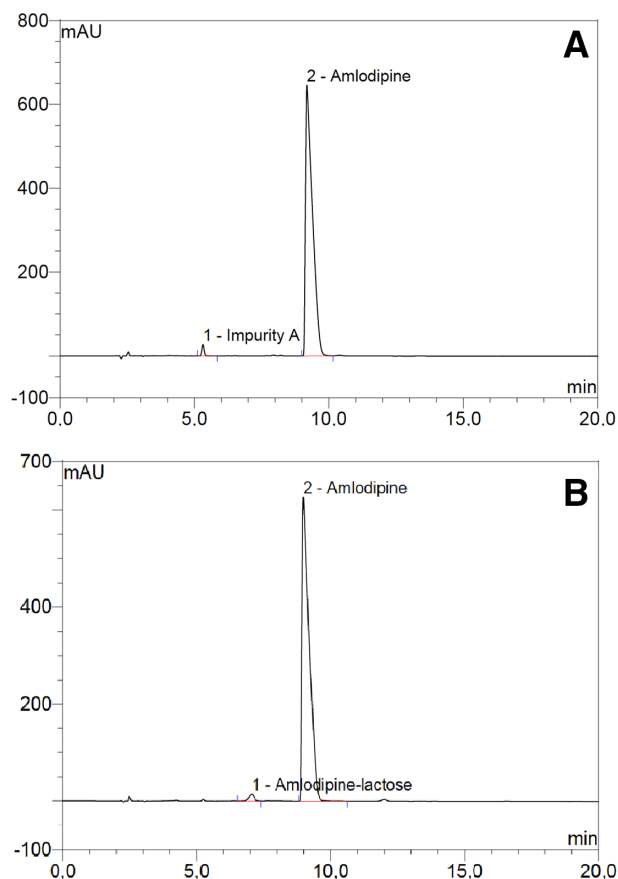 800
mAU
A
2 - Amlodipine
600
400
200
1 - Impurity A
min
-100
0.0 5.0 10.0 15.0 20.0
700
mAU
B
2 - Amlodipine
400
200
1 - Amlodipine-lactose
min
-100
0,0 5,0 10,0 15,0 20,0